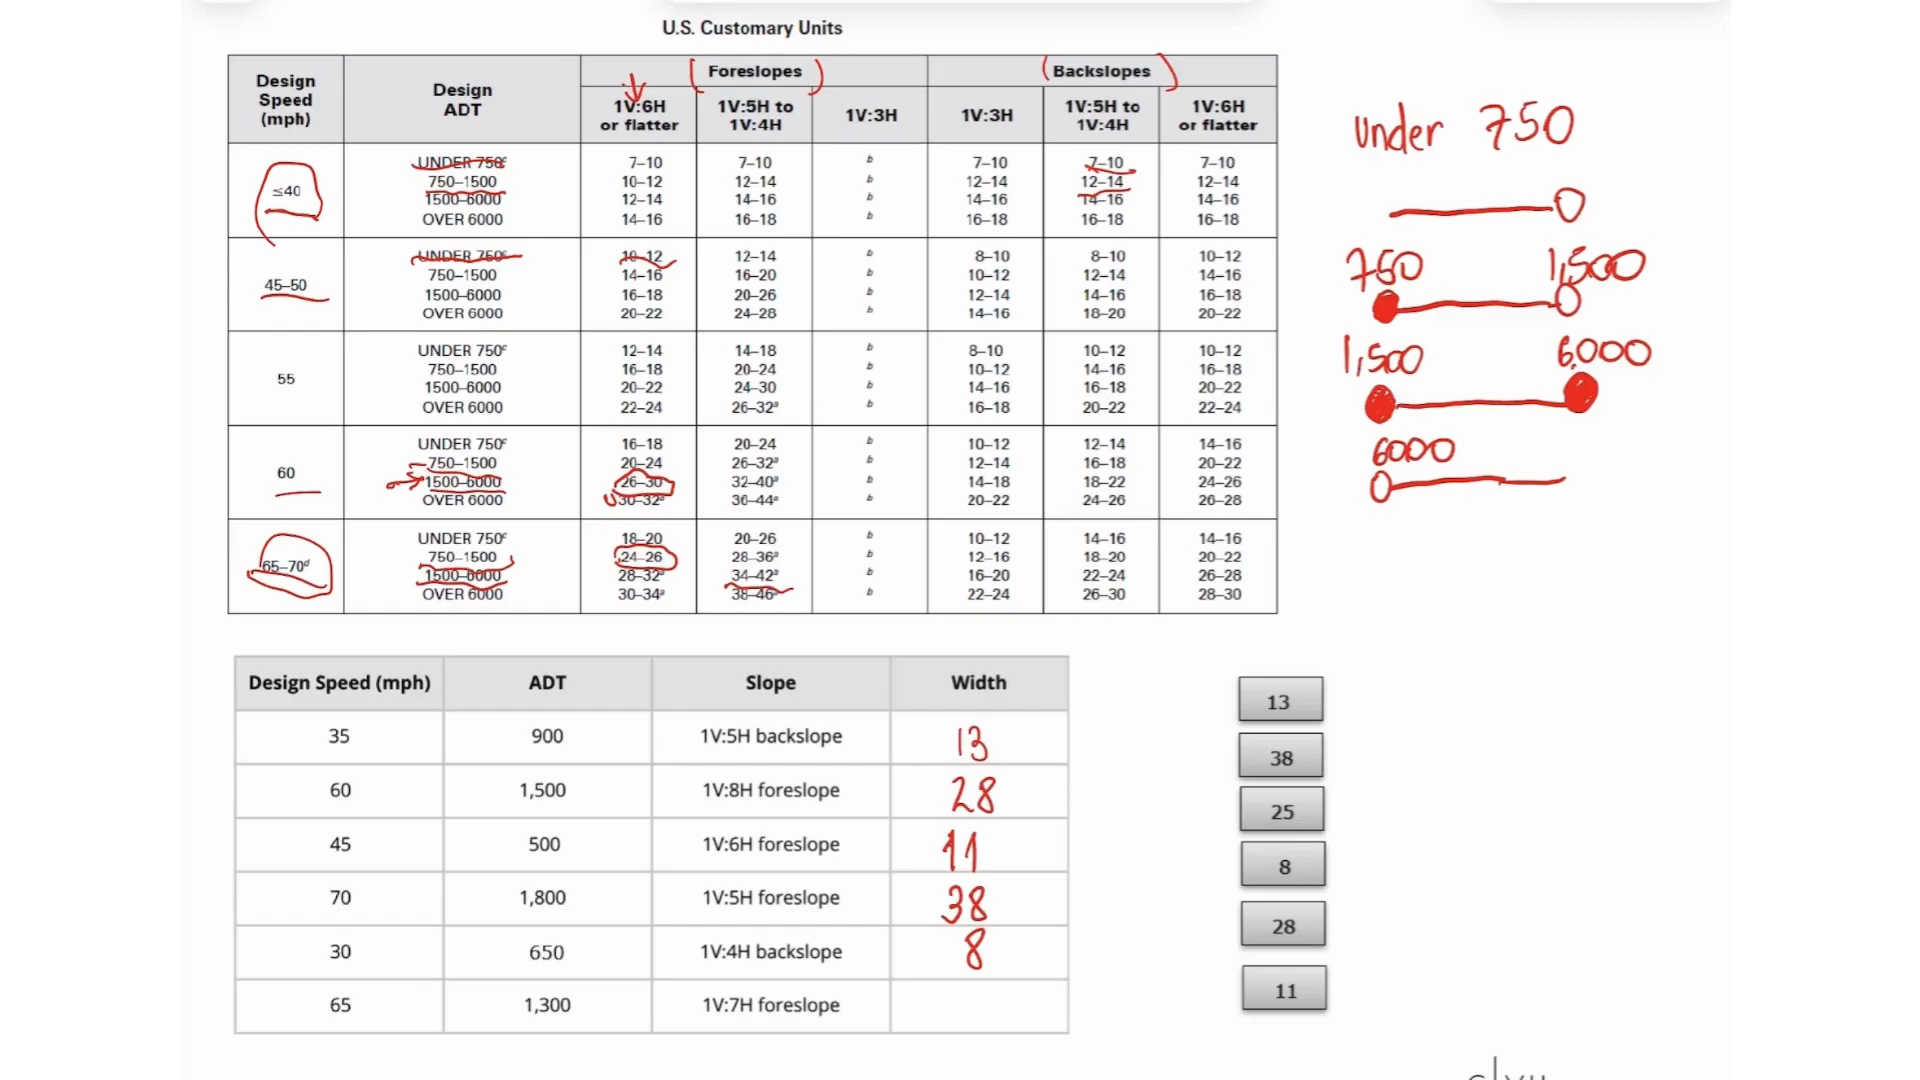 U.S. Customary Units
Design Speed (mph) Design ADT Foreslopes Backslopes
1V:6H or flatter 1V:5H to 1V:4H 1V:3H 1V:3H 1V:5H to 1V:4H 1V:6H or flatter
≤40 UNDER 750ᶜ 7–10 7–10 b 7–10 7–10 7–10
750–1500 10–12 12–14 b 12–14 12–14 12–14
1500–6000 12–14 14–16 b 14–16 14–16 14–16
OVER 6000 14–16 16–18 b 16–18 16–18 16–18
45–50 UNDER 750ᶜ 10–12 12–14 b 8–10 8–10 10–12
750–1500 14–16 16–20 b 10–12 12–14 14–16
1500–6000 16–18 20–26 b 12–14 14–16 16–18
OVER 6000 20–22 24–28 b 14–16 18–20 20–22
55 UNDER 750ᶜ 12–14 14–18 b 8–10 10–12 10–12
750–1500 16–18 20–24 b 10–12 14–16 16–18
1500–6000 20–22 24–30 b 14–16 16–18 20–22
OVER 6000 22–24 26–32ᵃ b 16–18 20–22 22–24
60 UNDER 750ᶜ 16–18 20–24 b 10–12 12–14 14–16
750–1500 20–24 26–32ᵃ b 12–14 16–18 20–22
1500–6000 26–30 32–40ᵃ b 14–18 18–22 24–26
OVER 6000 30–32ᵃ 36–44ᵃ b 20–22 24–26 26–28
65–70ᵈ UNDER 750ᶜ 18–20 20–26 b 10–12 14–16 14–16
750–1500 24–26 28–36ᵃ b 12–16 18–20 20–22
1500–6000 28–32ᵃ 34–42ᵃ b 16–20 22–24 26–28
OVER 6000 30–34ᵃ 38–46ᵃ b 22–24 26–30 28–30
Under 750
750 1,500
1,500 6,000
6000
Design Speed (mph) ADT Slope Width
35 900 1V:5H backslope 13
60 1,500 1V:8H foreslope 28
45 500 1V:6H foreslope 11
70 1,800 1V:5H foreslope 38
30 650 1V:4H backslope 8
65 1,300 1V:7H foreslope
13
38
25
8
28
11